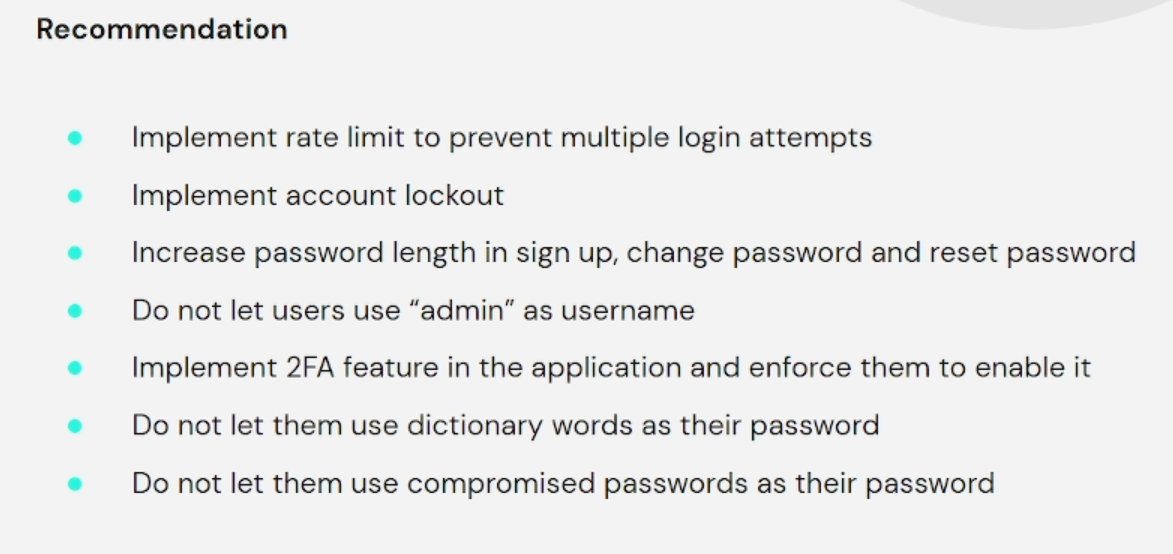 Recommendation
Implement rate limit to prevent multiple login attempts
Implement account lockout
Increase password length in sign up, change password and reset password
Do not let users use “admin” as username
Implement 2FA feature in the application and enforce them to enable it
Do not let them use dictionary words as their password
Do not let them use compromised passwords as their password